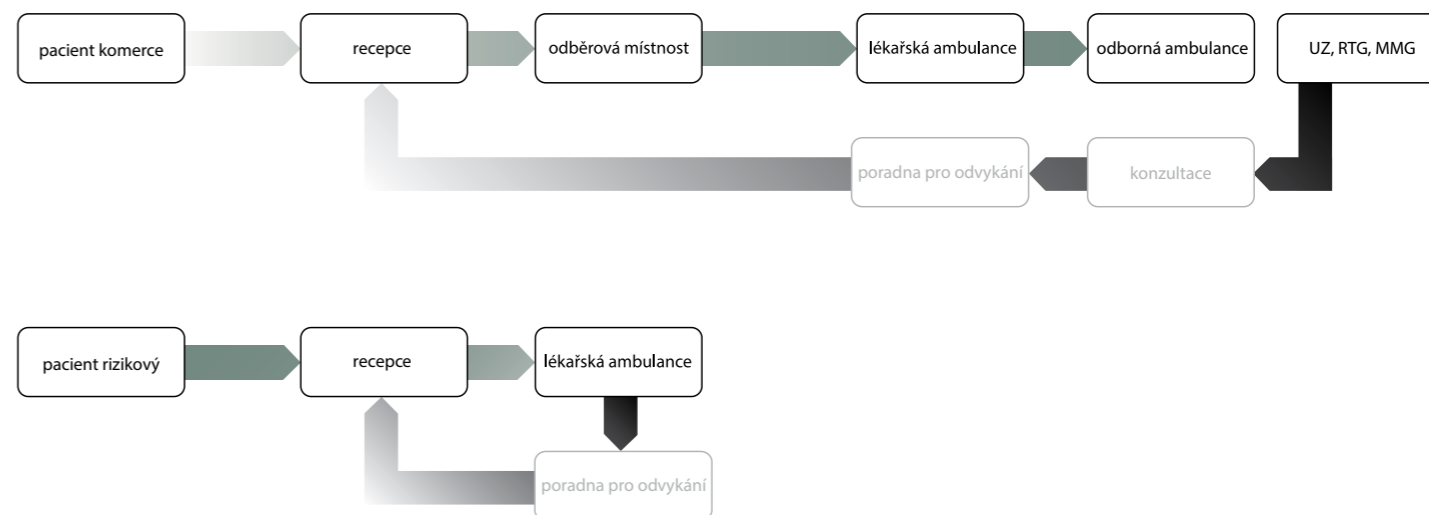 pacient komerce
recepce
odběrová místnost
lékařská ambulance
odborná ambulance
UZ, RTG, MMG
poradna pro odvykání
konzultace
pacient rizikový
recepce
lékařská ambulance
poradna pro odvykání